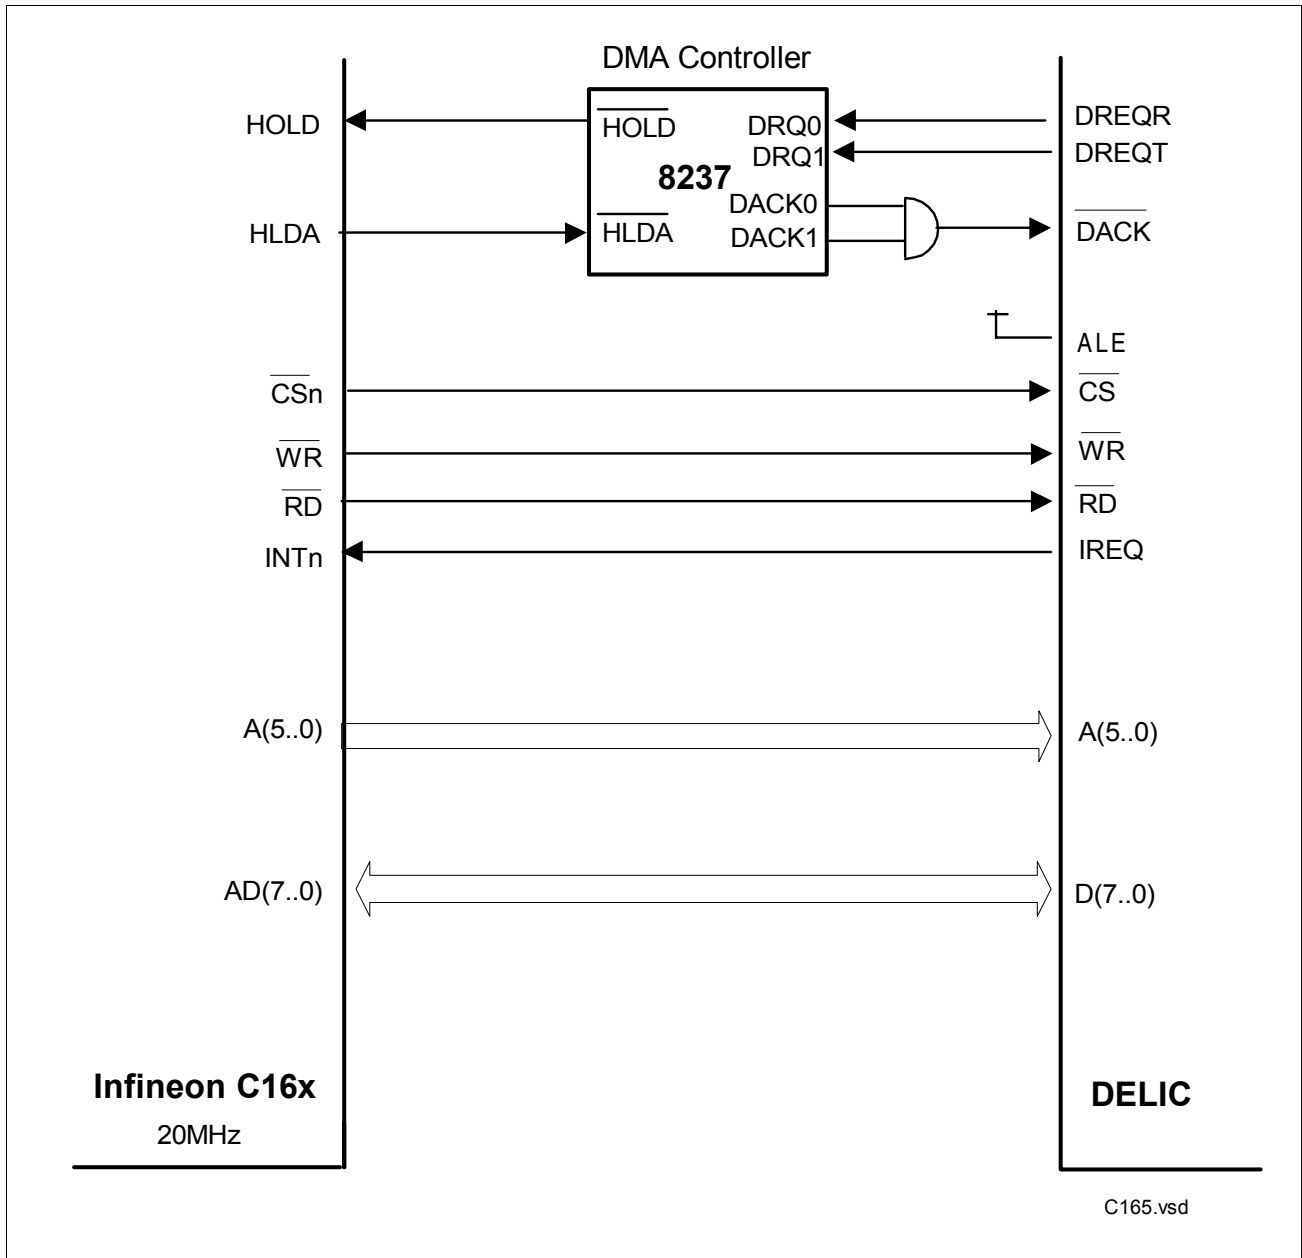 DMA Controller
HOLD
HOLD
DRQ0
DREQR
DRQ1
DREQT
8237
DACK0
HLDA
HLDA
DACK1
DACK
ALE
CSn
CS
WR
WR
RD
RD
INTn
IREQ
A(5..0)
A(5..0)
AD(7..0)
D(7..0)
Infineon C16x
20MHz
DELIC
C165.vsd